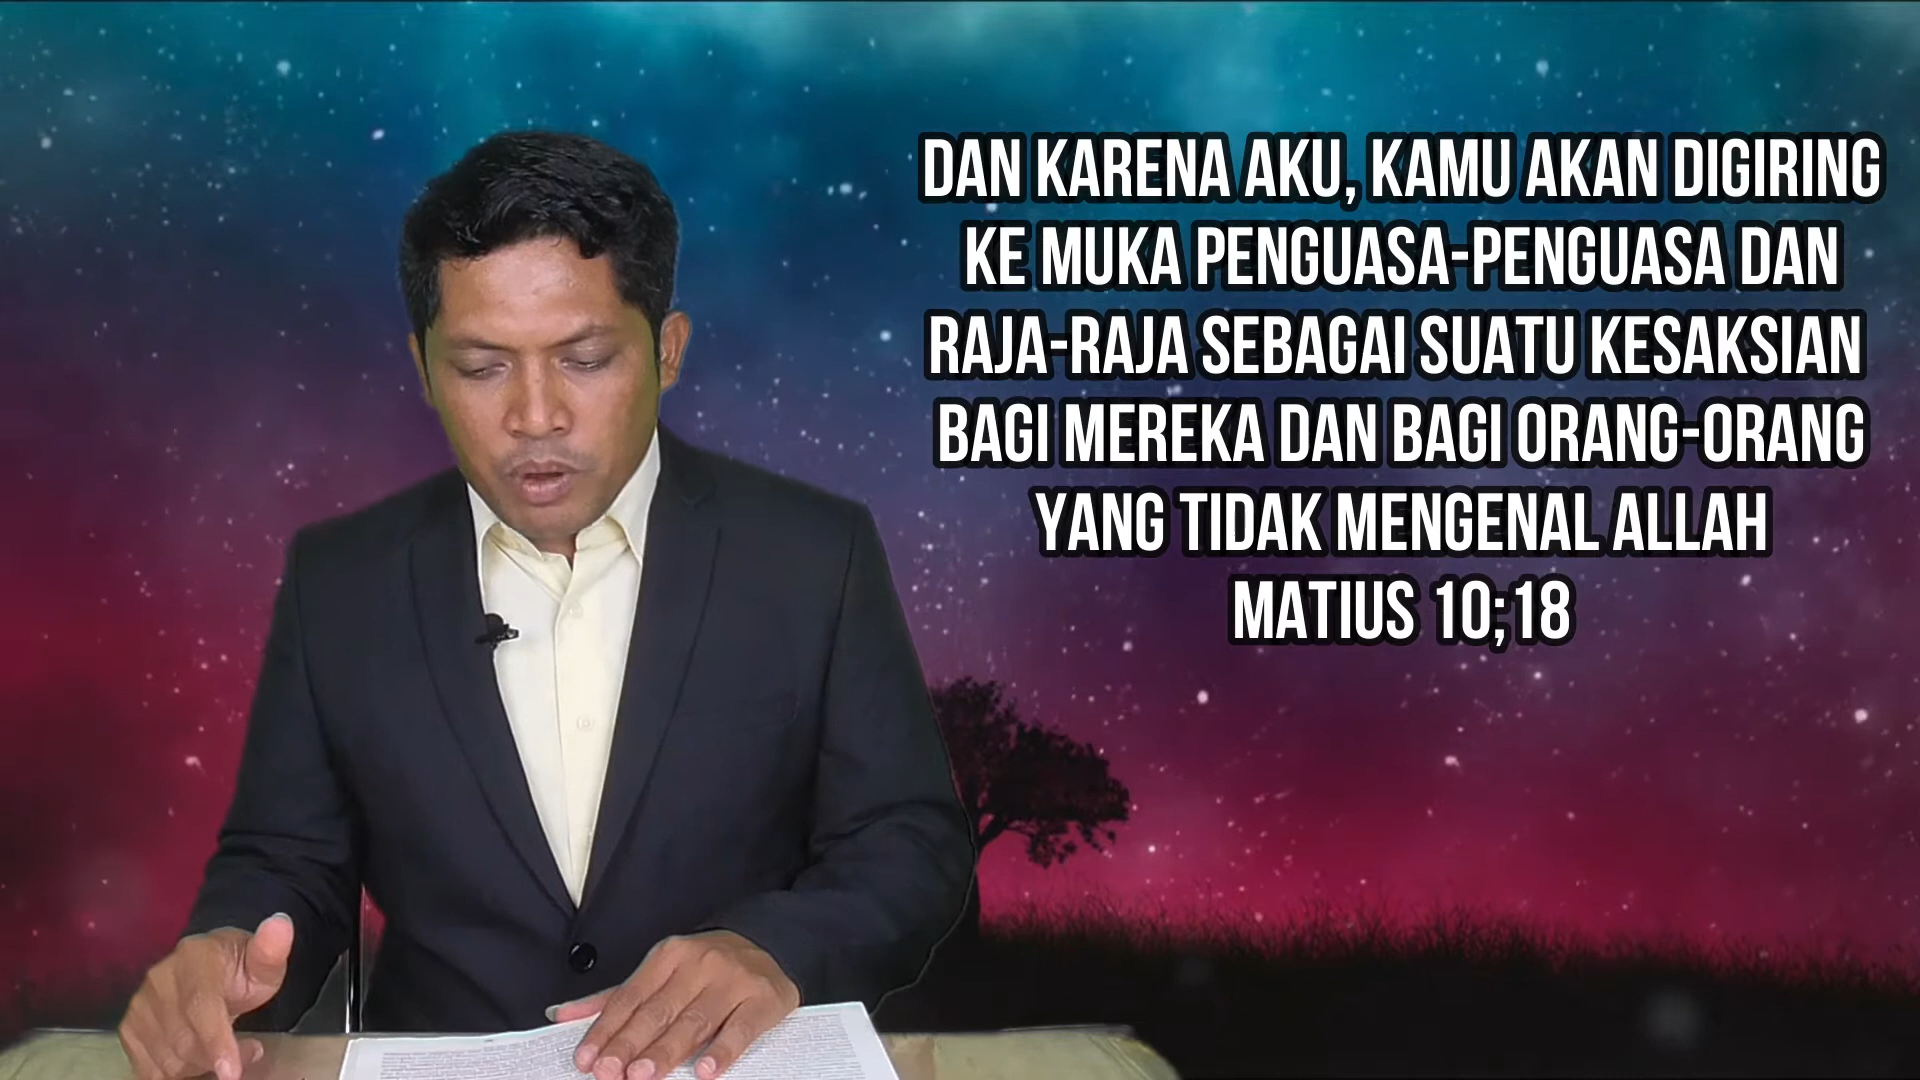 DAN KARENA AKU, KAMU AKAN DIGIRING
KE MUKA PENGUASA-PENGUASA DAN
RAJA-RAJA SEBAGAI SUATU KESAKSIAN
BAGI MEREKA DAN BAGI ORANG-ORANG
YANG TIDAK MENGENAL ALLAH
MATIUS 10;18